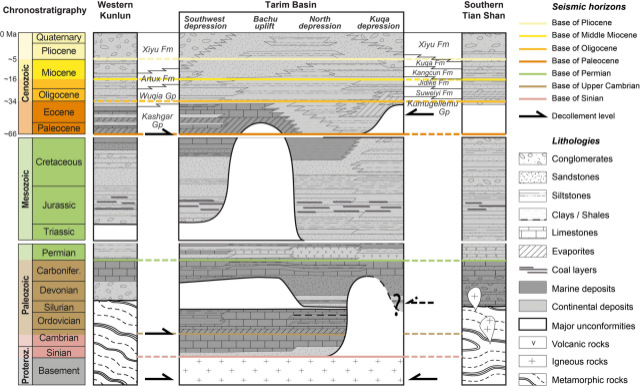 Chronostratigraphy
Western
Kunlun
Tarim Basin
Southwest
depression
Bachu
uplift
North
depression
Kuqa
depression
Southern
Tian Shan
0 Ma
~5
~16
~34
~66
Cenozoic
Mesozoic
Paleozoic
Proteroz.
Quaternary
Pliocene
Miocene
Oligocene
Eocene
Paleocene
Cretaceous
Jurassic
Triassic
Permian
Carbonifer.
Devonian
Silurian
Ordovician
Cambrian
Sinian
Basement
Xiyu Fm
Artux Fm
Wuqia Gp
Kashgar
Gp
Xiyu Fm
Kuqa Fm
Kangcun Fm
Jidike Fm
Suweiyi Fm
Kumugeliemu
Gp
?
Seismic horizons
Base of Pliocene
Base of Middle Miocene
Base of Oligocene
Base of Paleocene
Base of Permian
Base of Upper Cambrian
Base of Sinian
Decollement level
Lithologies
Conglomerates
Sandstones
Siltstones
Clays / Shales
Limestones
Evaporites
Coal layers
Marine deposits
Continental deposits
Major unconformities
Volcanic rocks
Igneous rocks
Metamorphic rocks